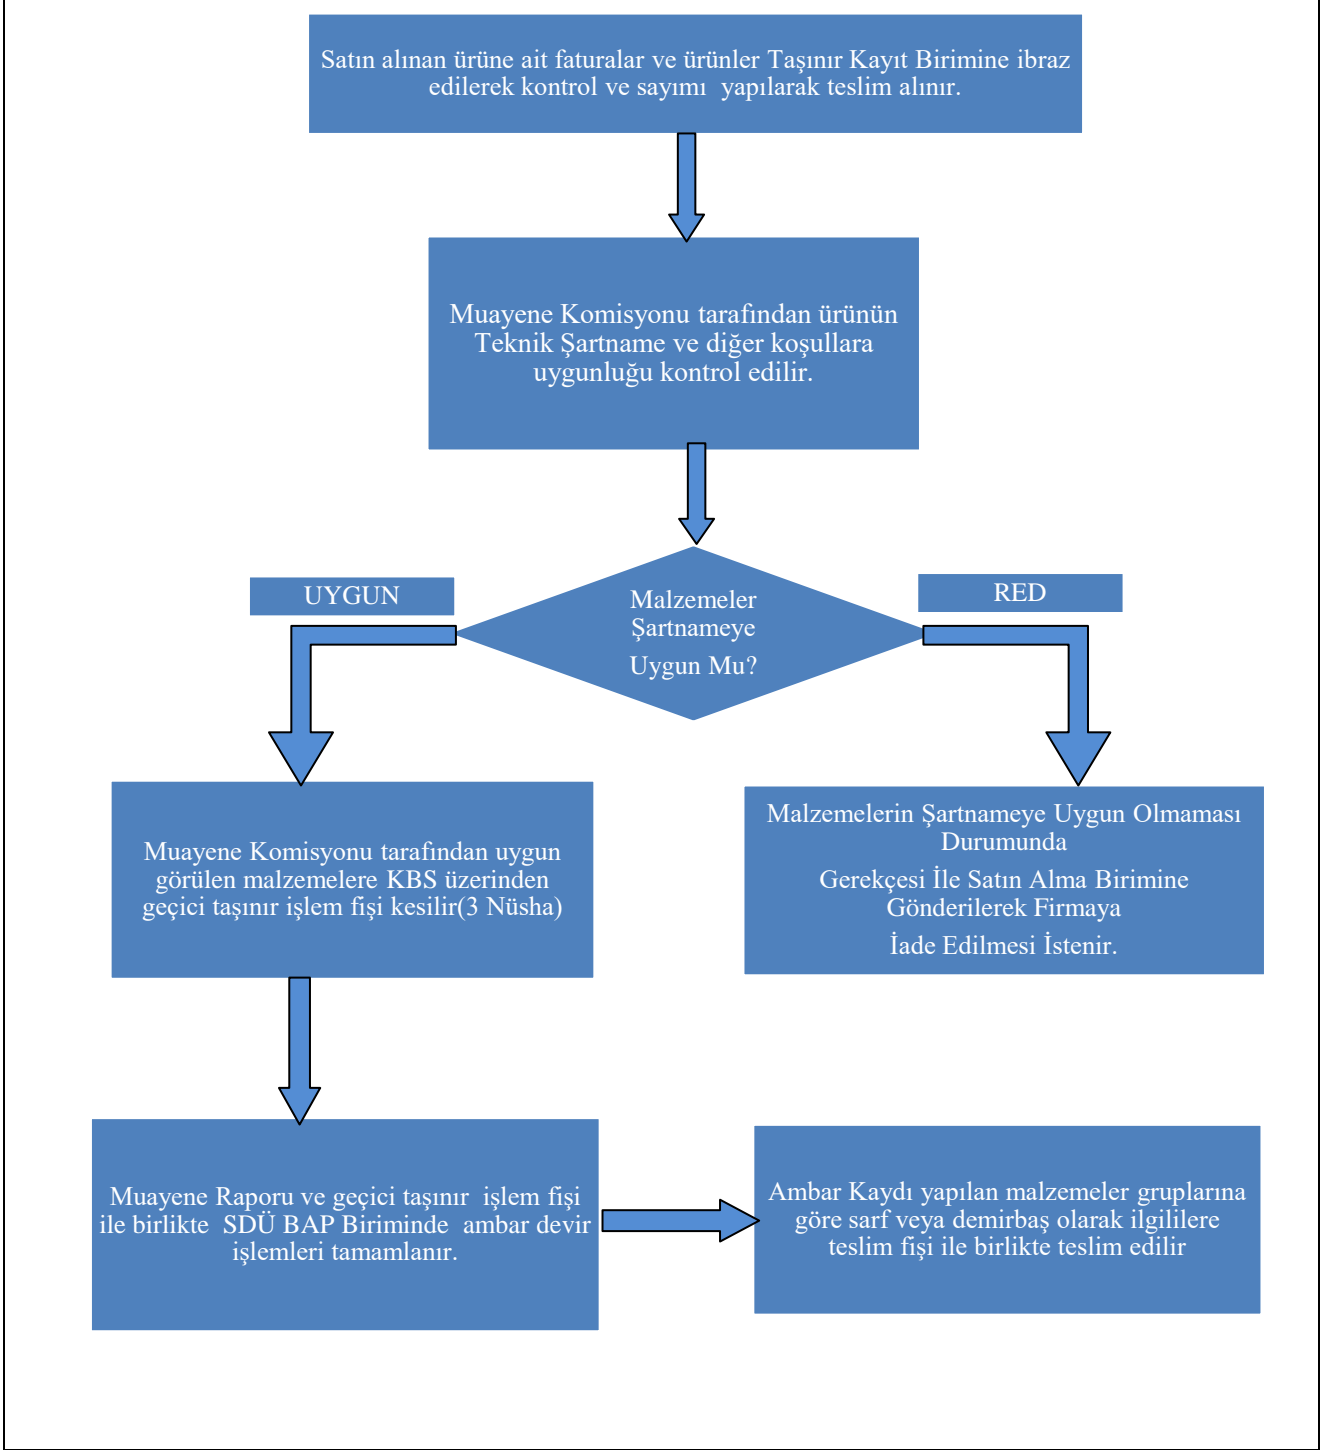 Satın alınan ürüne ait faturalar ve ürünler Taşınır Kayıt Birimine ibraz
edilerek kontrol ve sayımı  yapılarak teslim alınır.
Muayene Komisyonu tarafından ürünün
Teknik Şartname ve diğer koşullara
uygunluğu kontrol edilir.
UYGUN
RED
Malzemeler
Şartnameye
Uygun Mu?
Muayene Komisyonu tarafından uygun
görülen malzemelere KBS üzerinden
geçici taşınır işlem fişi kesilir(3 Nüsha)
Malzemelerin Şartnameye Uygun Olmaması
Durumunda
Gerekçesi İle Satın Alma Birimine
Gönderilerek Firmaya
İade Edilmesi İstenir.
Muayene Raporu ve geçici taşınır  işlem fişi
ile birlikte  SDÜ BAP Biriminde  ambar devir
işlemleri tamamlanır.
Ambar Kaydı yapılan malzemeler gruplarına
göre sarf veya demirbaş olarak ilgililere
teslim fişi ile birlikte teslim edilir